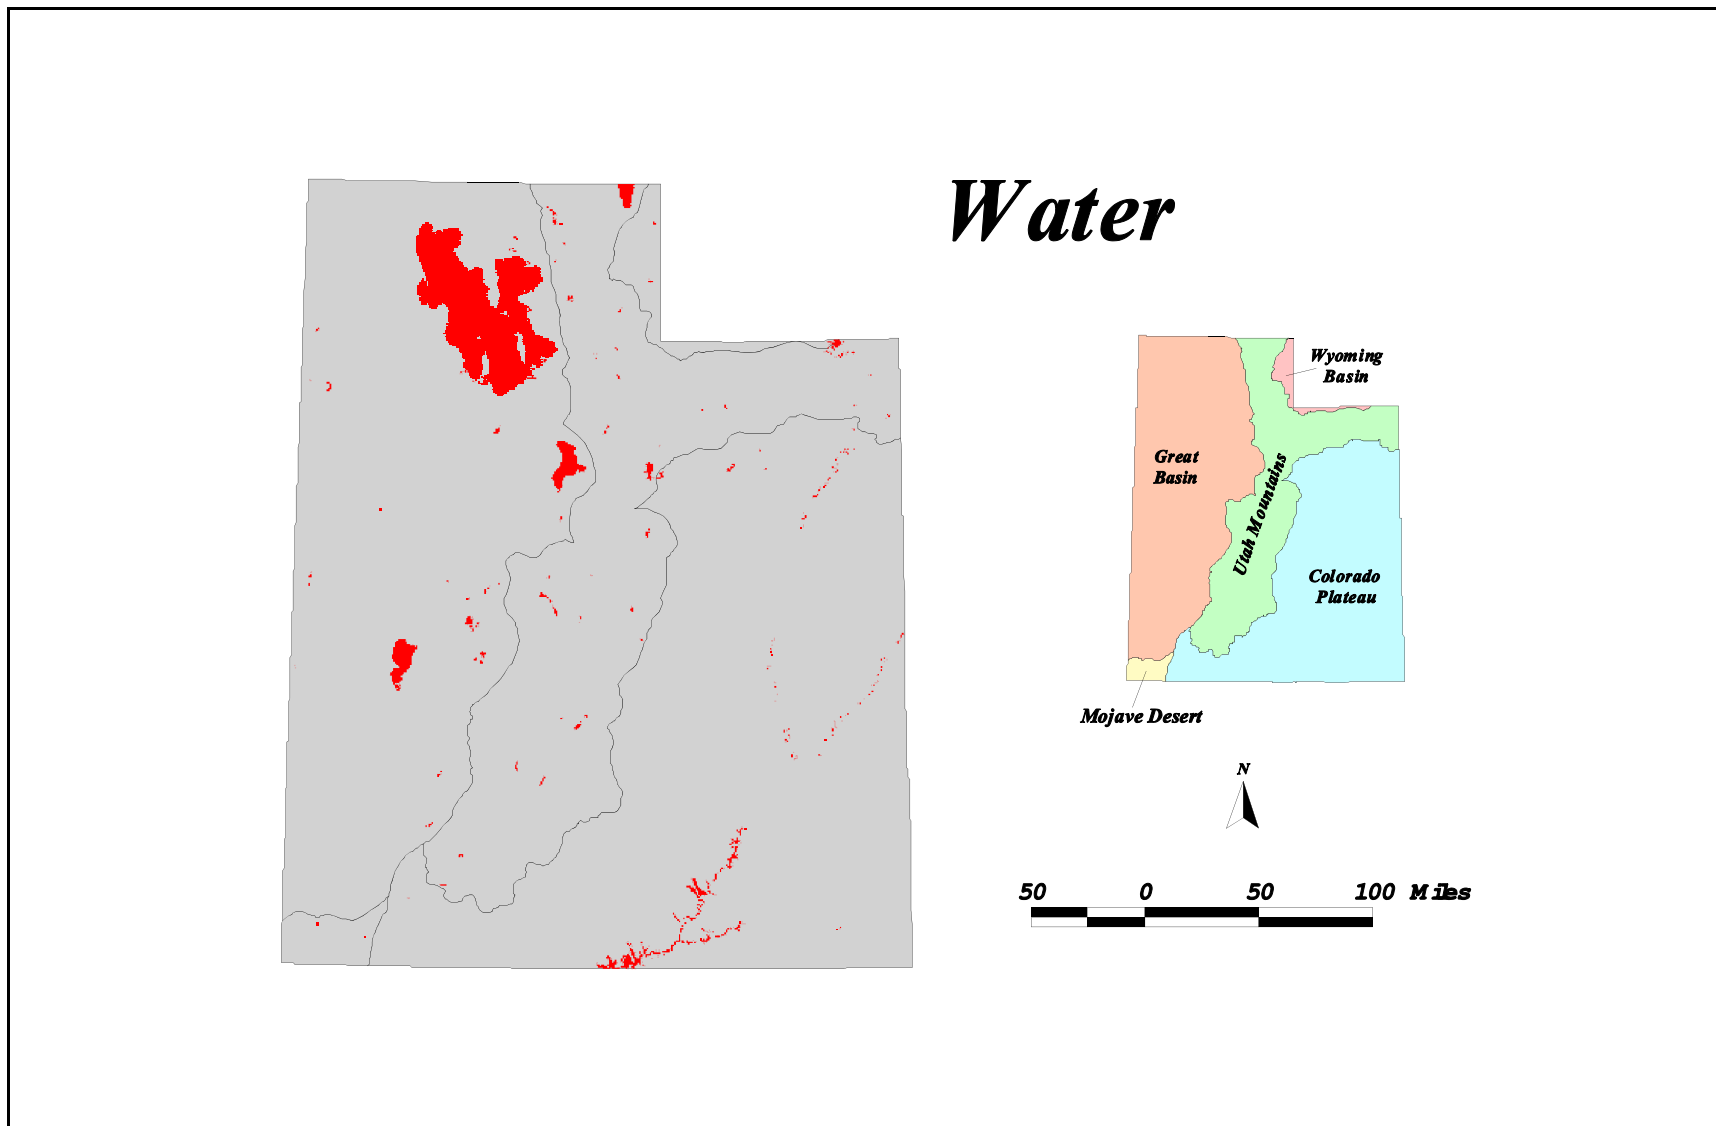 Water
Wyoming
Basin
Great
Basin
Utah Mountains
Colorado
Plateau
Mojave Desert
N
50 0 50 100 Miles